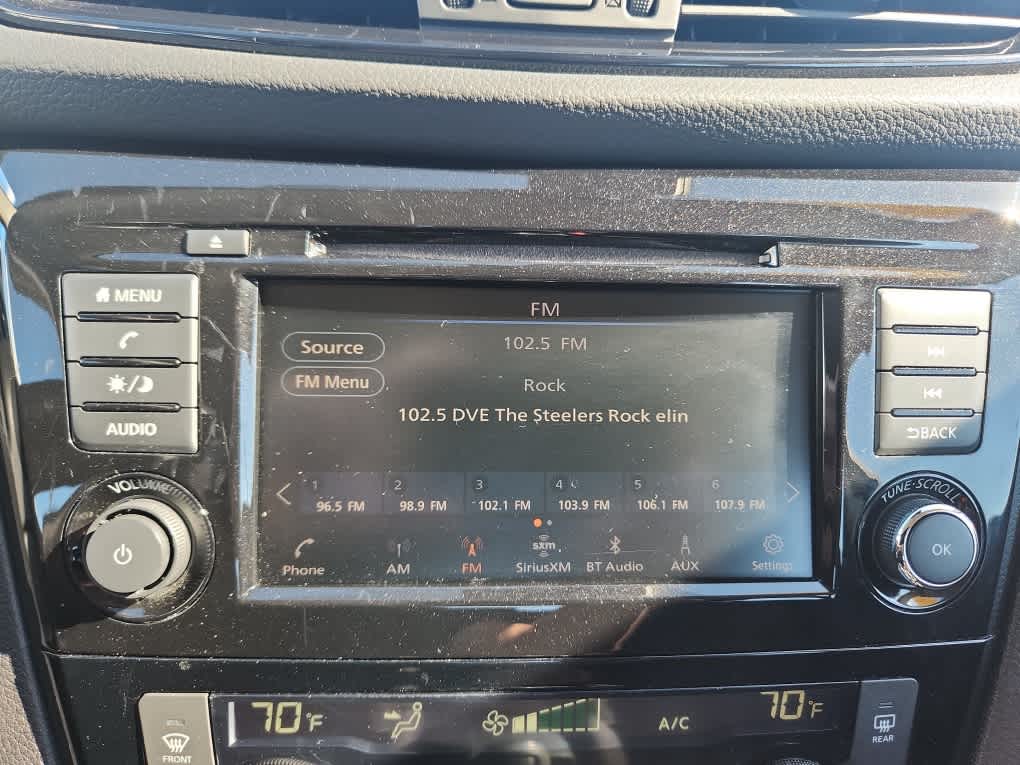 MENU
AUDIO
VOLUME
FM
Source
102.5 FM
FM Menu
Rock
102.5 DVE The Steelers Rock elin
1 2 3 4 5 6
96.5 FM 98.9 FM 102.1 FM 103.9 FM 106.1 FM 107.9 FM
sxm
Phone AM FM SiriusXM BT Audio AUX Settings
BACK
TUNE·SCROLL
OK
70°F A/C 70°F
FRONT
REAR